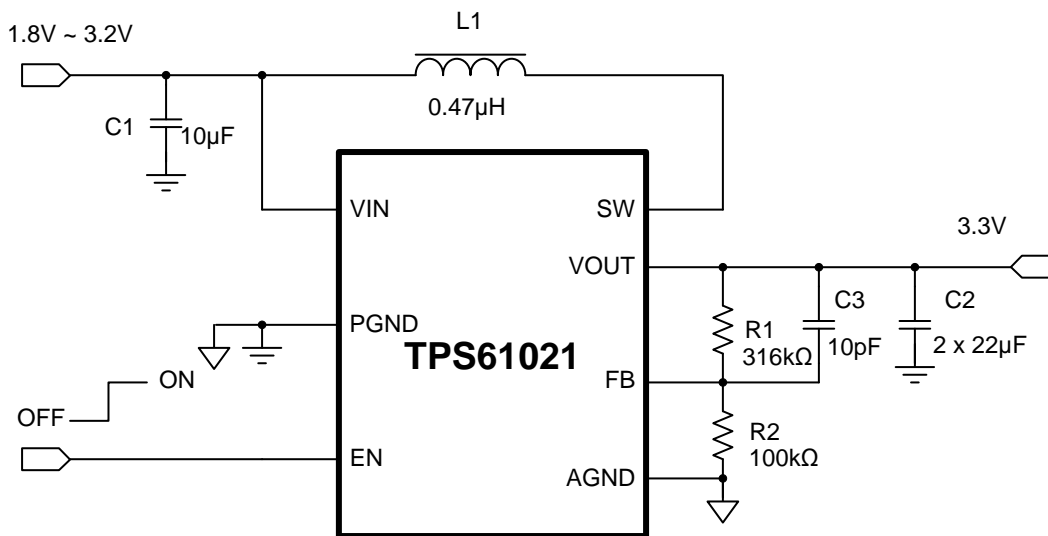 L1
1.8V ~ 3.2V
0.47µH
C1
10µF
VIN
SW
3.3V
VOUT
C3
C2
PGND
R1
10pF
2 x 22µF
TPS61021
316kΩ
ON
FB
OFF
R2
EN
100kΩ
AGND